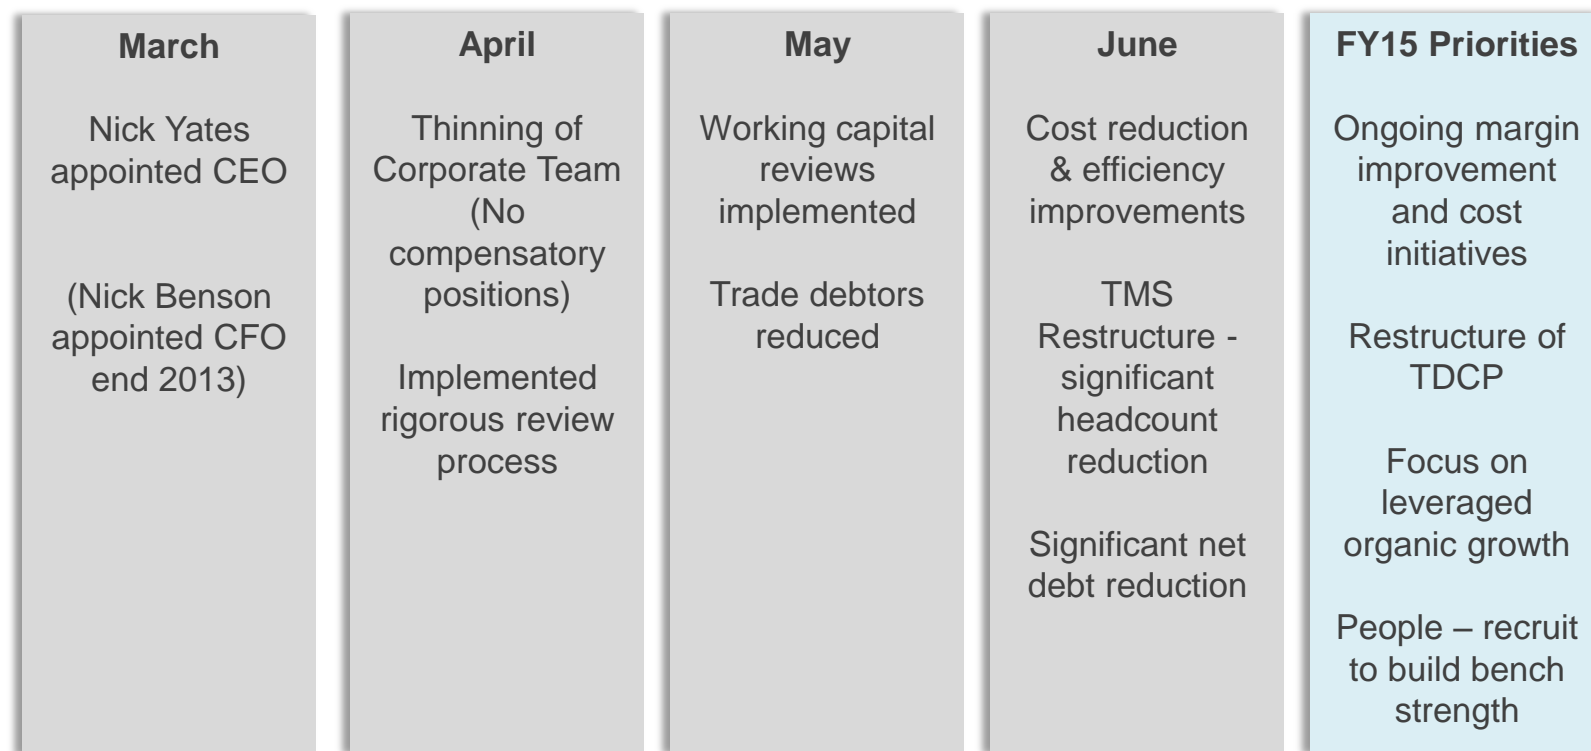 March
Nick Yates
appointed CEO
(Nick Benson
appointed CFO
end 2013)
April
Thinning of
Corporate Team
(No
compensatory
positions)
Implemented
rigorous review
process
May
Working capital
reviews
implemented
Trade debtors
reduced
June
Cost reduction
& efficiency
improvements
TMS
Restructure -
significant
headcount
reduction
Significant net
debt reduction
FY15 Priorities
Ongoing margin
improvement
and cost
initiatives
Restructure of
TDCP
Focus on
leveraged
organic growth
People – recruit
to build bench
strength